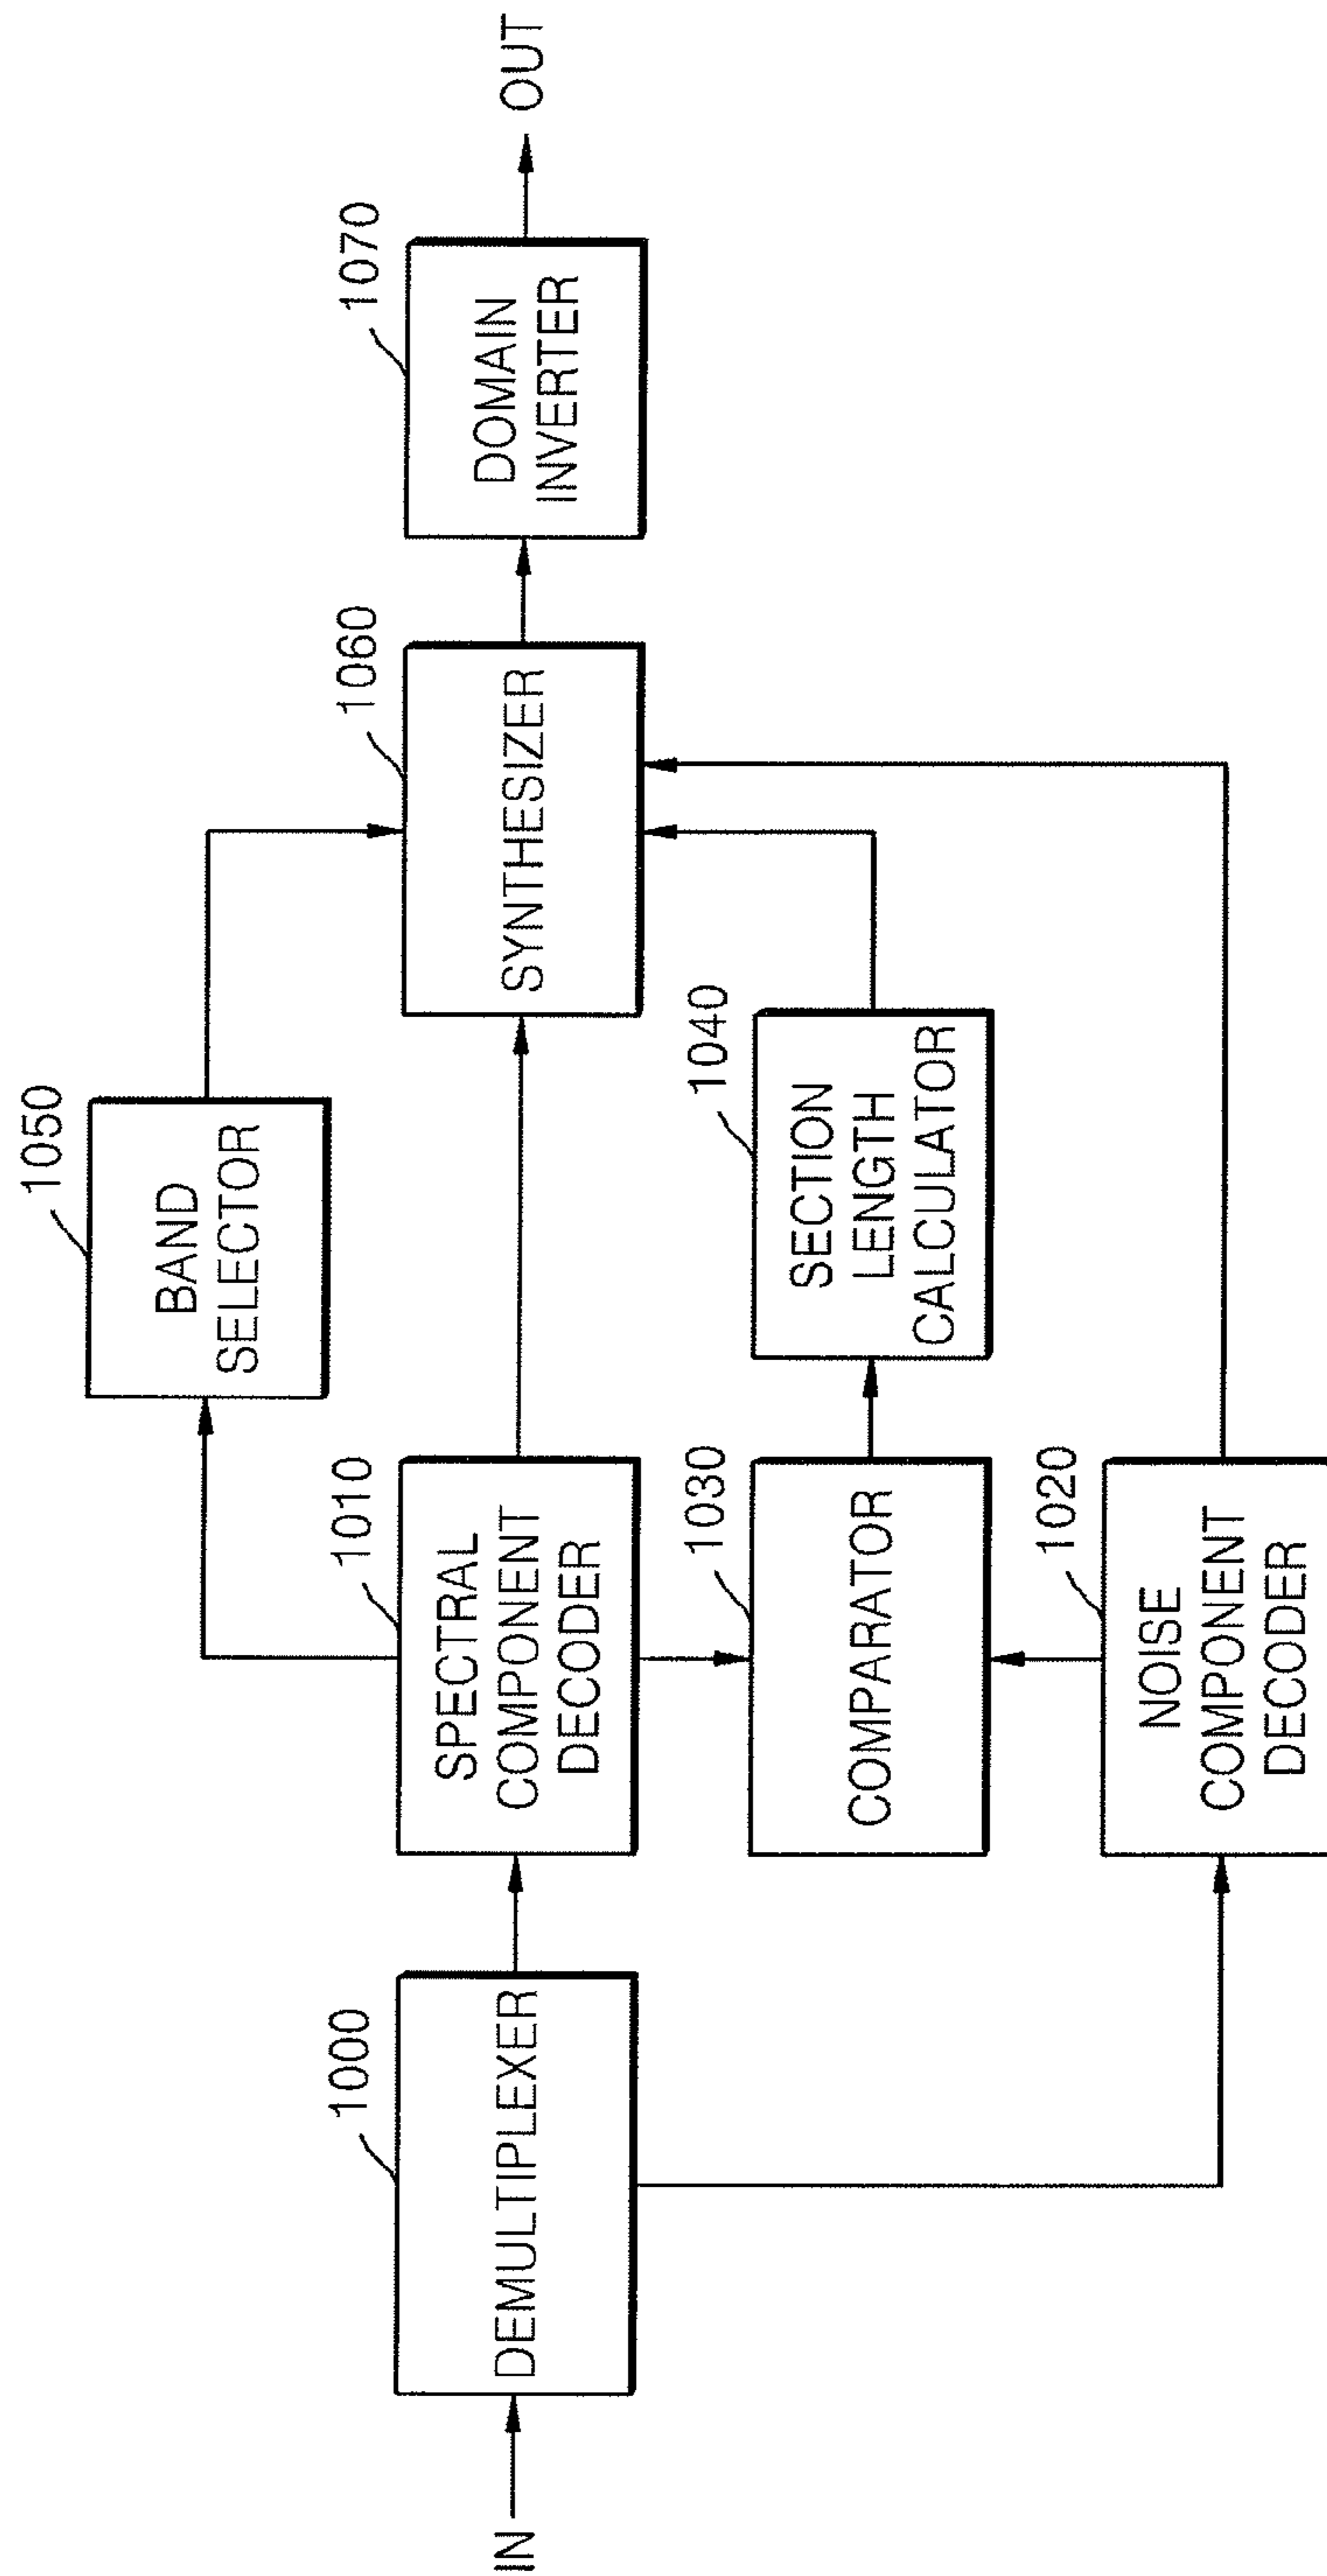 1050
BAND
SELECTOR
1000
1010
1060
1070
IN
DEMULTIPLEXER
SPECTRAL
COMPONENT
DECODER
SYNTHESIZER
DOMAIN
INVERTER
OUT
1030
1040
COMPARATOR
SECTION
LENGTH
CALCULATOR
1020
NOISE
COMPONENT
DECODER